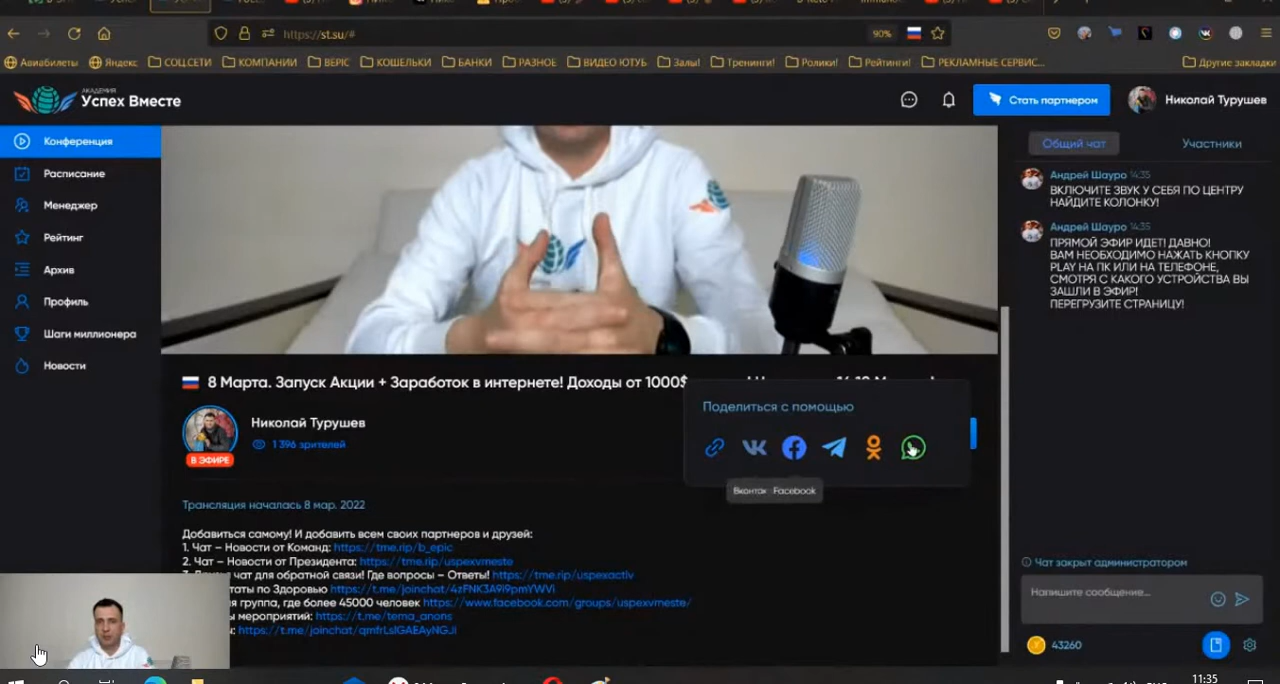 https://st.su/#
90%
Авиабилеты
Яндекс
СОЦ.СЕТИ
КОМПАНИИ
ВЕРІС
КОШЕЛЬКИ
БАНКИ
РАЗНОЕ
ВИДЕО ЮТУБ
Залы!
Тренинги!
Ролики!
Рейтинги!
РЕКЛАМНЫЕ СЕРВИС...
Другие закладки
АКАДЕМИЯ
Успех Вместе
Стать партнером
Николай Турушев
Конференция
Расписание
Менеджер
Рейтинг
Архив
Профиль
Шаги миллионера
Новости
8 Марта. Запуск Акции + Заработок в интернете! Доходы от 1000$
Николай Турушев
1 396 зрителей
В ЭФИРЕ
Поделиться с помощью
Вконтак
Facebook
Трансляция началась 8 мар. 2022
Добавиться самому! И добавить всем своих партнеров и друзей:
1. Чат – Новости от Команд: https://tme.rip/b_epic
2. Чат – Новости от Президента: https://tme.rip/uspexvmeste
чат для обратной связи! Где вопросы – Ответы! https://tme.rip/uspexactiv
таты по Здоровью https://t.me/joinchat/4zFNK3A9i9pmYWVi
я группа, где более 45000 человек https://www.facebook.com/groups/uspexvmeste/
ы мероприятий: https://t.me/tema_anons
https://t.me/joinchat/qmfrLslGAEAyNGJi
Общий чат
Участники
Андрей Шауро 14:35
ВКЛЮЧИТЕ ЗВУК У СЕБЯ ПО ЦЕНТРУ
НАЙДИТЕ КОЛОНКУ!
Андрей Шауро 14:35
ПРЯМОЙ ЭФИР ИДЕТ! ДАВНО!
ВАМ НЕОБХОДИМО НАЖАТЬ КНОПКУ
PLAY НА ПК ИЛИ НА ТЕЛЕФОНЕ,
СМОТРЯ С КАКОГО УСТРОЙСТВА ВЫ
ЗАШЛИ В ЭФИР!
ПЕРЕГРУЗИТЕ СТРАНИЦУ!
Чат закрыт администратором
Напишите сообщение...
43260
11:35